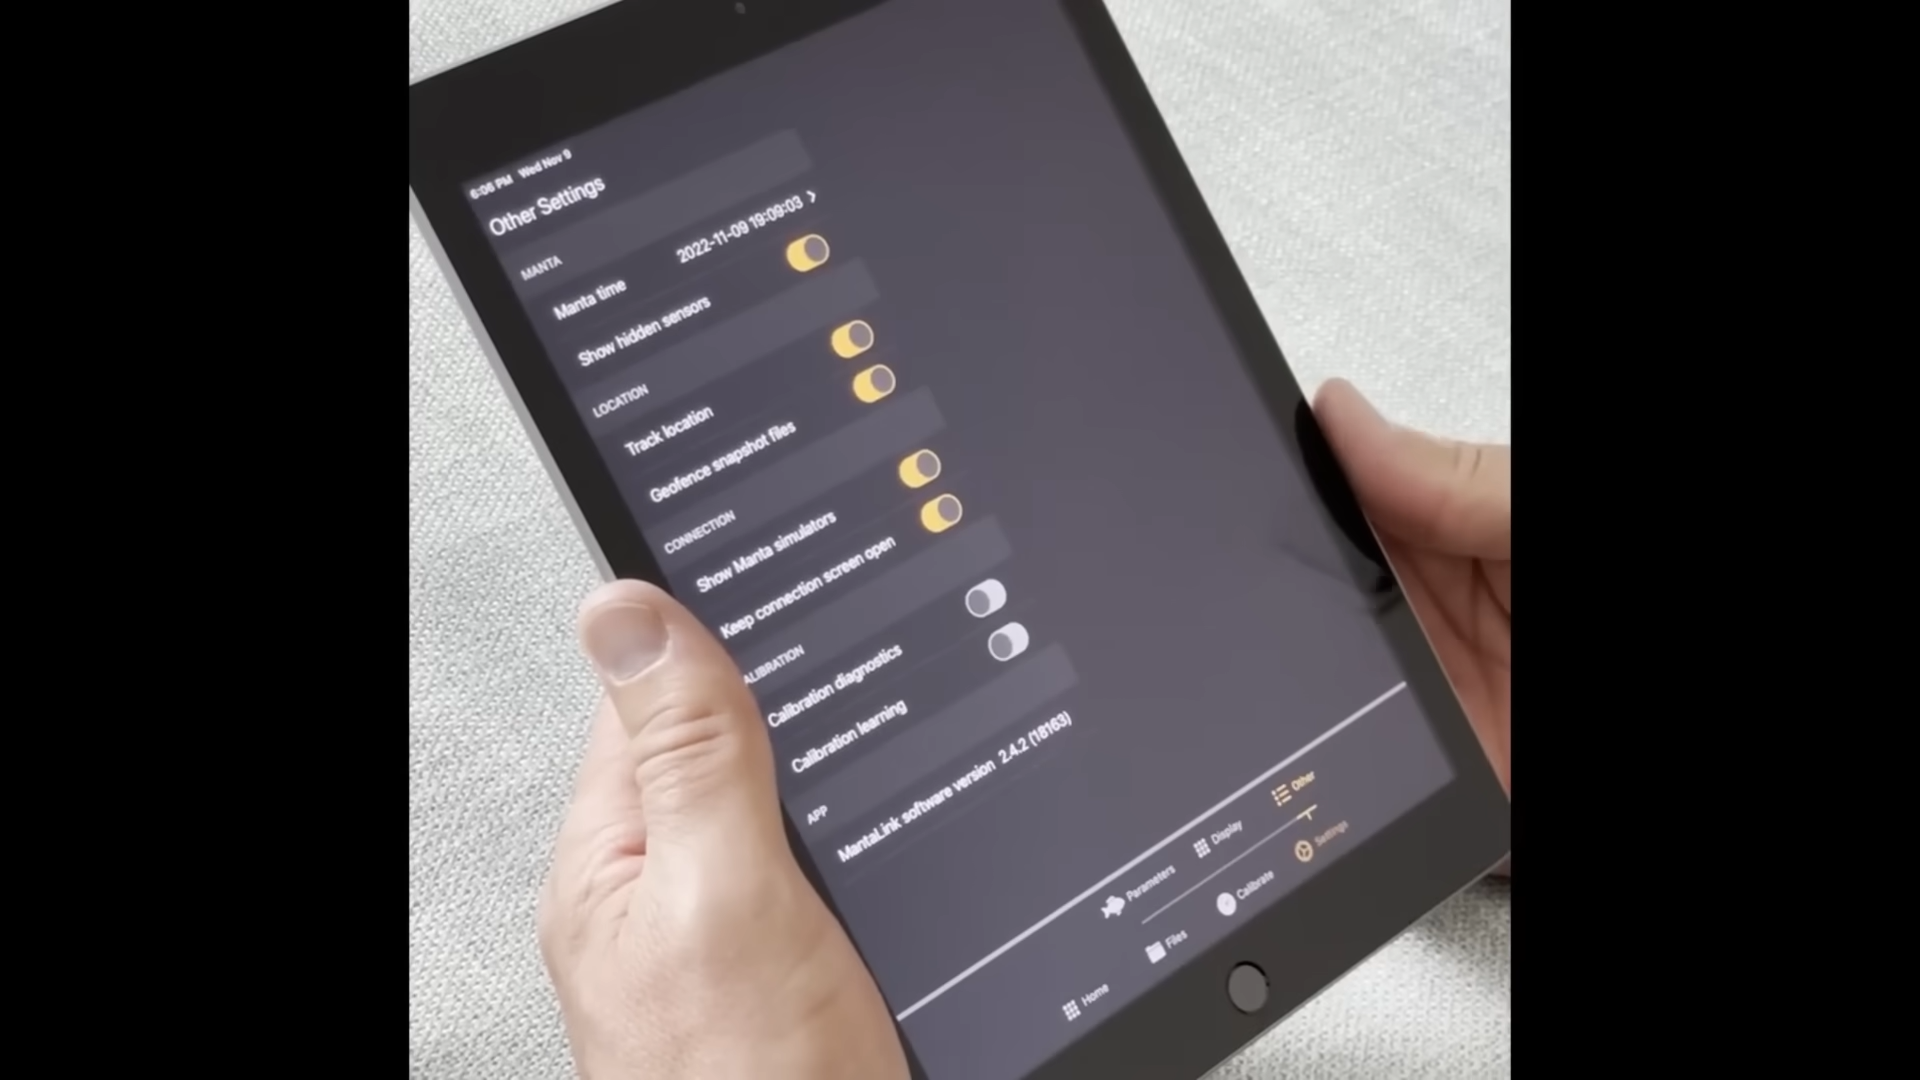 6:06 PM Wed Nov 9
Other Settings
MANTA
Manta time 2022-11-09 19:09:03 >
Show hidden sensors
LOCATION
Track location
Geofence snapshot files
CONNECTION
Show Manta simulators
Keep connection screen open
ALIBRATION
Calibration diagnostics
Calibration learning
APP
MantaLink software version 2.4.2 (18163)
Parameters Display Other
Home Files Calibrate Settings